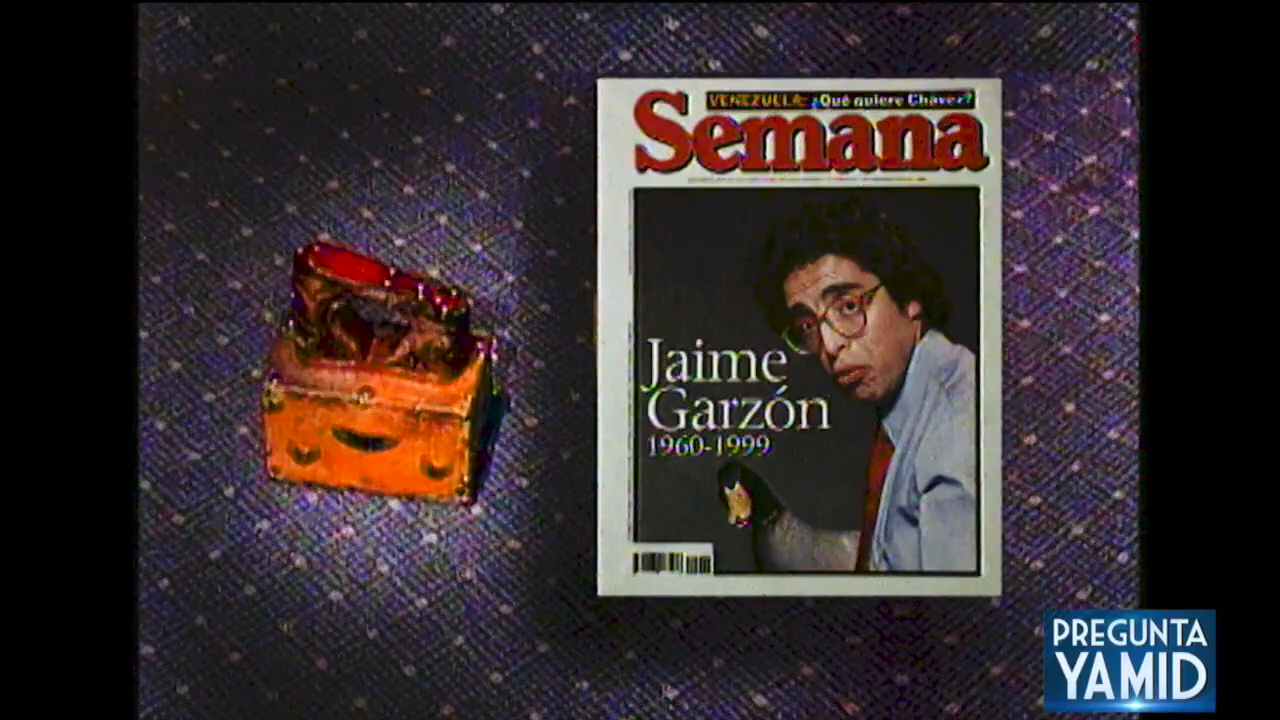 VENEZUELA: ¿Qué quiere Chávez?
Semana
Jaime
Garzón
1960-1999
PREGUNTA
YAMID